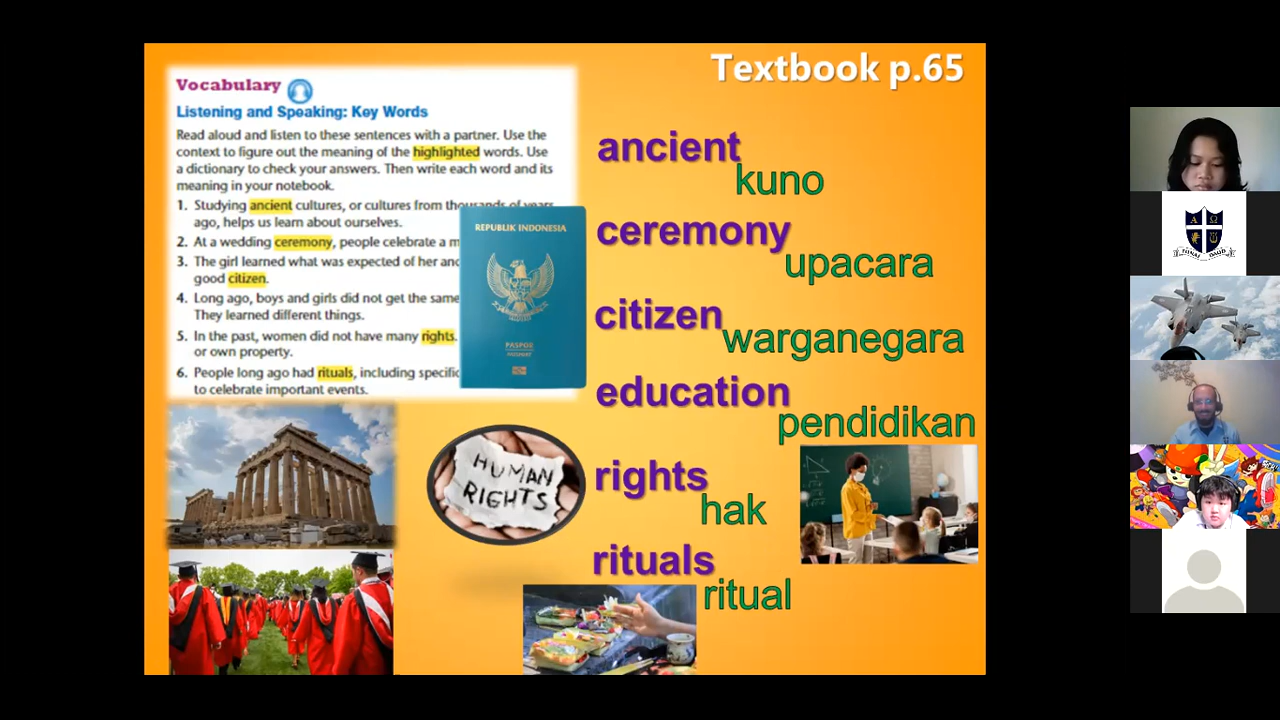 Textbook p.65
Vocabulary
Listening and Speaking: Key Words
Read aloud and listen to these sentences with a partner. Use the
context to figure out the meaning of the highlighted words. Use
a dictionary to check your answers. Then write each word and its
meaning in your notebook.
1. Studying ancient cultures, or cultures from thousands of years
ago, helps us learn about ourselves.
2. At a wedding ceremony, people celebrate a m
3. The girl learned what was expected of her and
good citizen.
4. Long ago, boys and girls did not get the same
They learned different things.
5. In the past, women did not have many rights.
or own property.
6. People long ago had rituals, including specific
to celebrate important events.
REPUBLIK INDONESIA
PASPOR
PASSPORT
HUMAN
RIGHTS
ancient
kuno
ceremony
upacara
citizen
warganegara
education
pendidikan
rights
hak
rituals
ritual
Α Ω